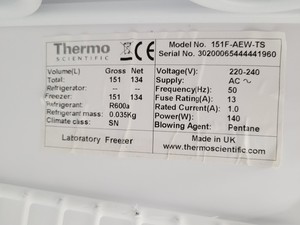 Thermo
SCIENTIFIC
CE
Model No. 151F-AEW-TS
Serial No. 30200065444441960
Volume(L) Gross Net
Total 151 134
Refrigerator -- --
Freezer: 151 134
Refrigerant R600a
Refrigerant mass: 0.035Kg
Climate class: SN
Laboratory Freezer
Voltage(V): 220-240
Supply: AC ~
Frequency(Hz): 50
Fuse Rating(A): 13
Rated Current(A): 1.0
Power(W): 140
Blowing Agent: Pentane
Made in UK
www.thermoscientific.com